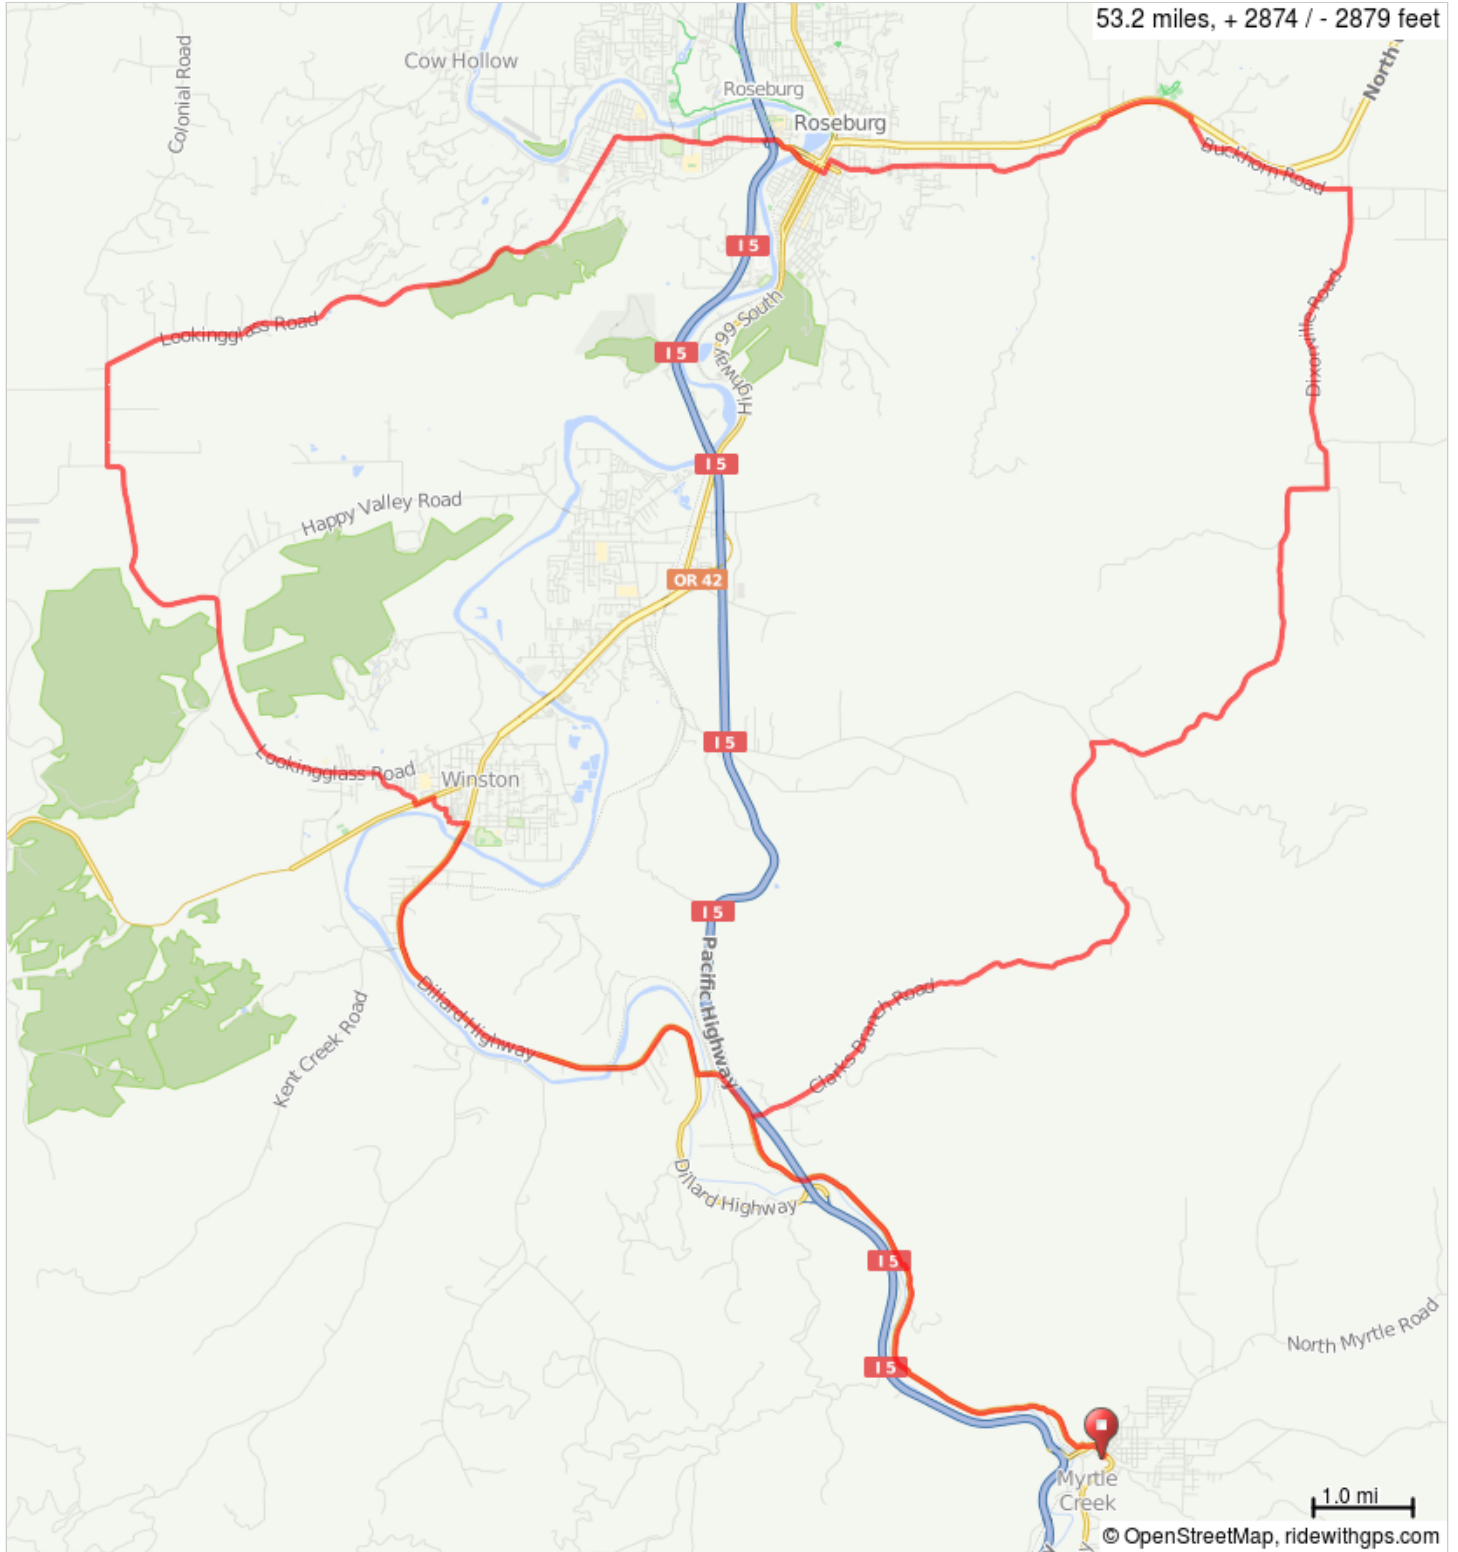 53.2 miles, + 2874 / - 2879 feet
Colonial Road
Cow Hollow
Roseburg
Roseburg
North
Buckhorn Road
I 5
Dixonville Road
Highway 99 South
Lookingglass Road
I 5
I 5
Happy Valley Road
OR 42
I 5
Lookingglass Road
Winston
I 5
Pacific Highway
Clarks Branch Road
Dillard Highway
Kent Creek Road
Dillard Highway
I 5
North Myrtle Road
I 5
Myrtle
Creek
1.0 mi
© OpenStreetMap, ridewithgps.com